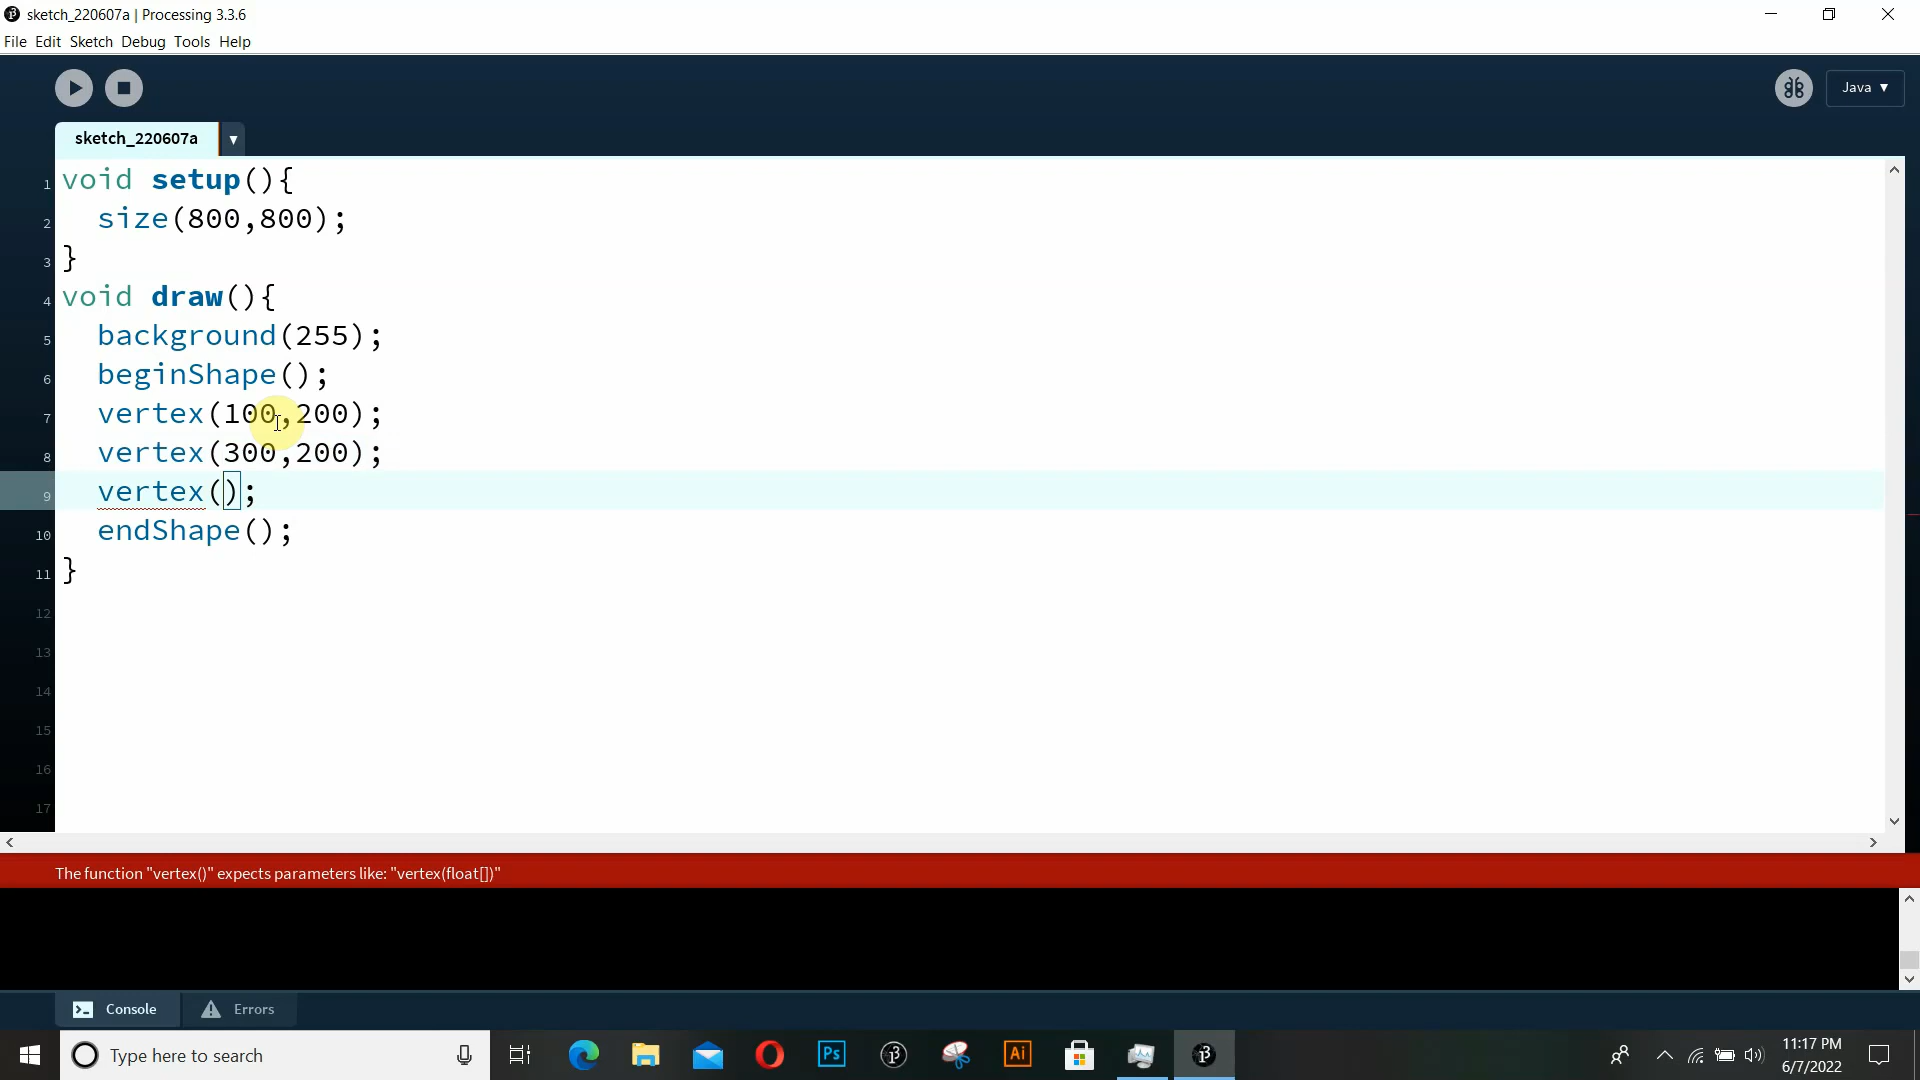 sketch_220607a | Processing 3.3.6
File Edit Sketch Debug Tools Help
Java ▼
sketch_220607a ▼
1 void setup(){
2 size(800,800);
3 }
4 void draw(){
5 background(255);
6 beginShape();
7 vertex(100,200);
8 vertex(300,200);
9 vertex();
10 endShape();
11 }
12
13
14
15
16
17
The function "vertex()" expects parameters like: "vertex(float[])"
Console Errors
Type here to search
Ps
Ai
11:17 PM
6/7/2022